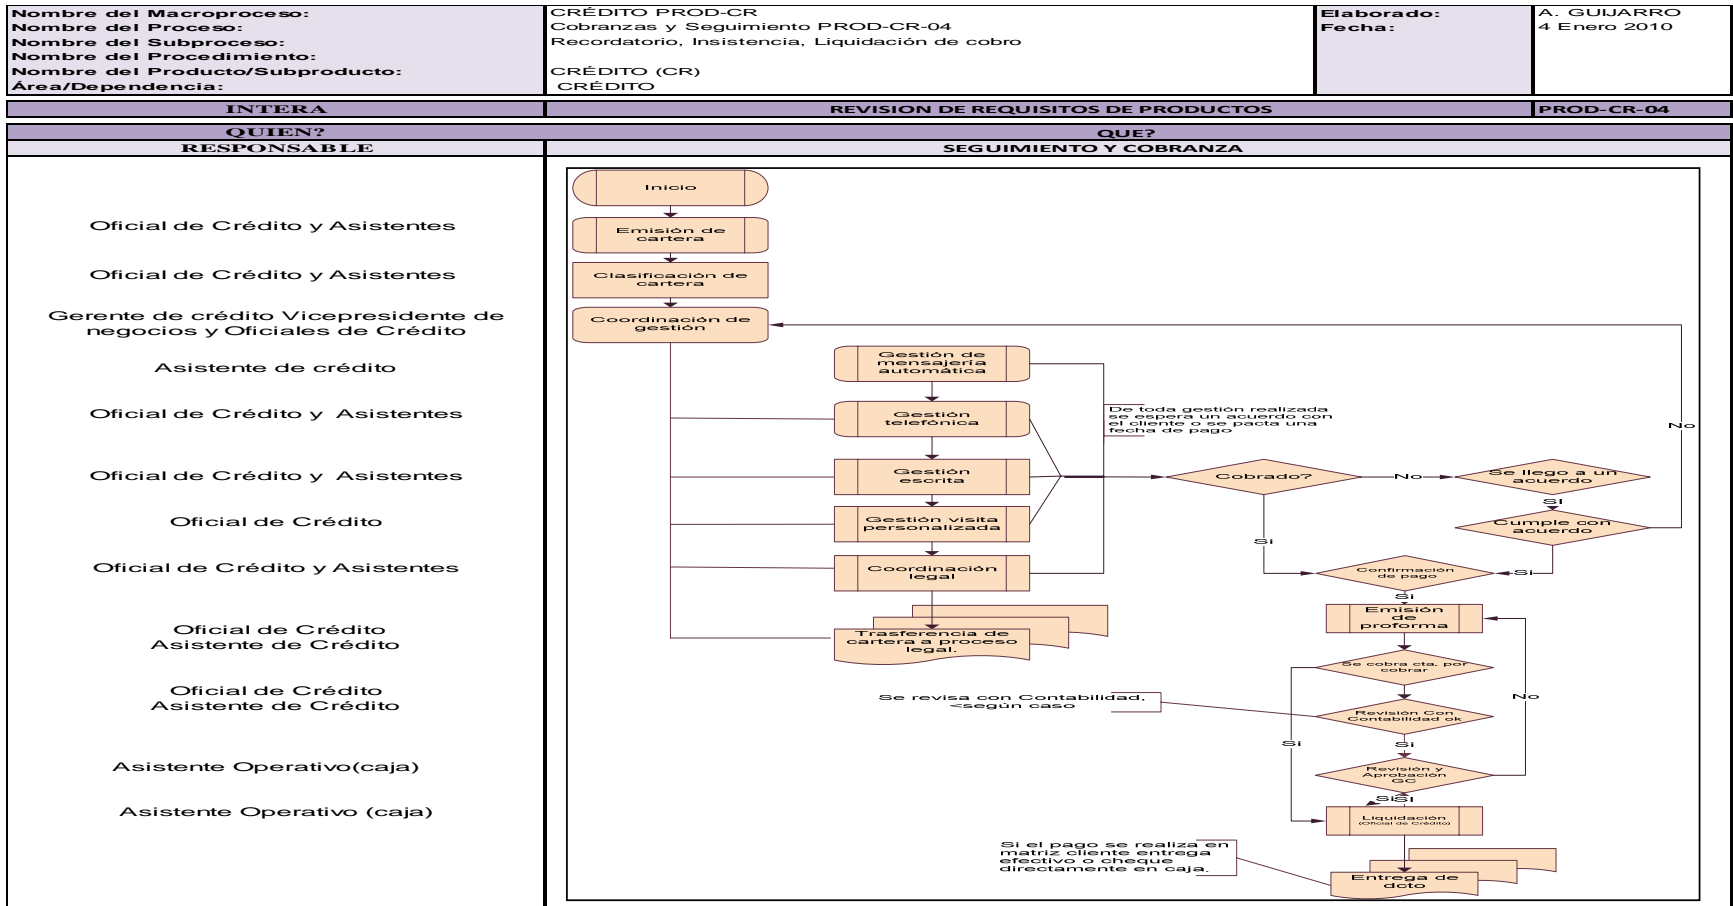 Nombre del Macroproceso:
CRÉDITO PROD-CR
Elaborado:
A. GUIJARRO
Nombre del Proceso:
Cobranzas y Seguimiento PROD-CR-04
Fecha:
4 Enero 2010
Nombre del Subproceso:
Recordatorio, Insistencia, Liquidación de cobro
Nombre del Procedimiento:
Nombre del Producto/Subproducto:
CRÉDITO (CR)
Área/Dependencia:
CRÉDITO
INTERA
REVISION DE REQUISITOS DE PRODUCTOS
PROD-CR-04
QUIEN?
QUE?
RESPONSABLE
SEGUIMIENTO Y COBRANZA
Oficial de Crédito y Asistentes
Oficial de Crédito y Asistentes
Gerente de crédito Vicepresidente de
negocios y Oficiales de Crédito
Asistente de crédito
Oficial de Crédito y Asistentes
Oficial de Crédito y Asistentes
Oficial de Crédito
Oficial de Crédito y Asistentes
Oficial de Crédito
Asistente de Crédito
Oficial de Crédito
Asistente de Crédito
Asistente Operativo(caja)
Asistente Operativo (caja)
Inicio
Emisión de
cartera
Clasificación de
cartera
Coordinación de
gestión
Gestión de
mensajería
automática
Gestión
telefónica
De toda gestión realizada
se espera un acuerdo con
el cliente o se pacta una
fecha de pago
No
Gestión
escrita
Cobrado?
No
Se llego a un
acuerdo
SI
Gestión visita
personalizada
Cumple con
acuerdo
Si
Coordinación
legal
Confirmación
de pago
Si
Si
Emisión
de
proforma
Trasferencia de
cartera a proceso
legal.
Se cobra cta. por
cobrar
Se revisa con Contabilidad,
<según caso
No
Revisión Con
Contabilidad ok
Si
Si
Revisión y
Aprobación
GC
Si
SI
Liquidación
(Oficial de Crédito)
Si el pago se realiza en
matriz cliente entrega
efectivo o cheque
directamente en caja.
Entrega de
dcto